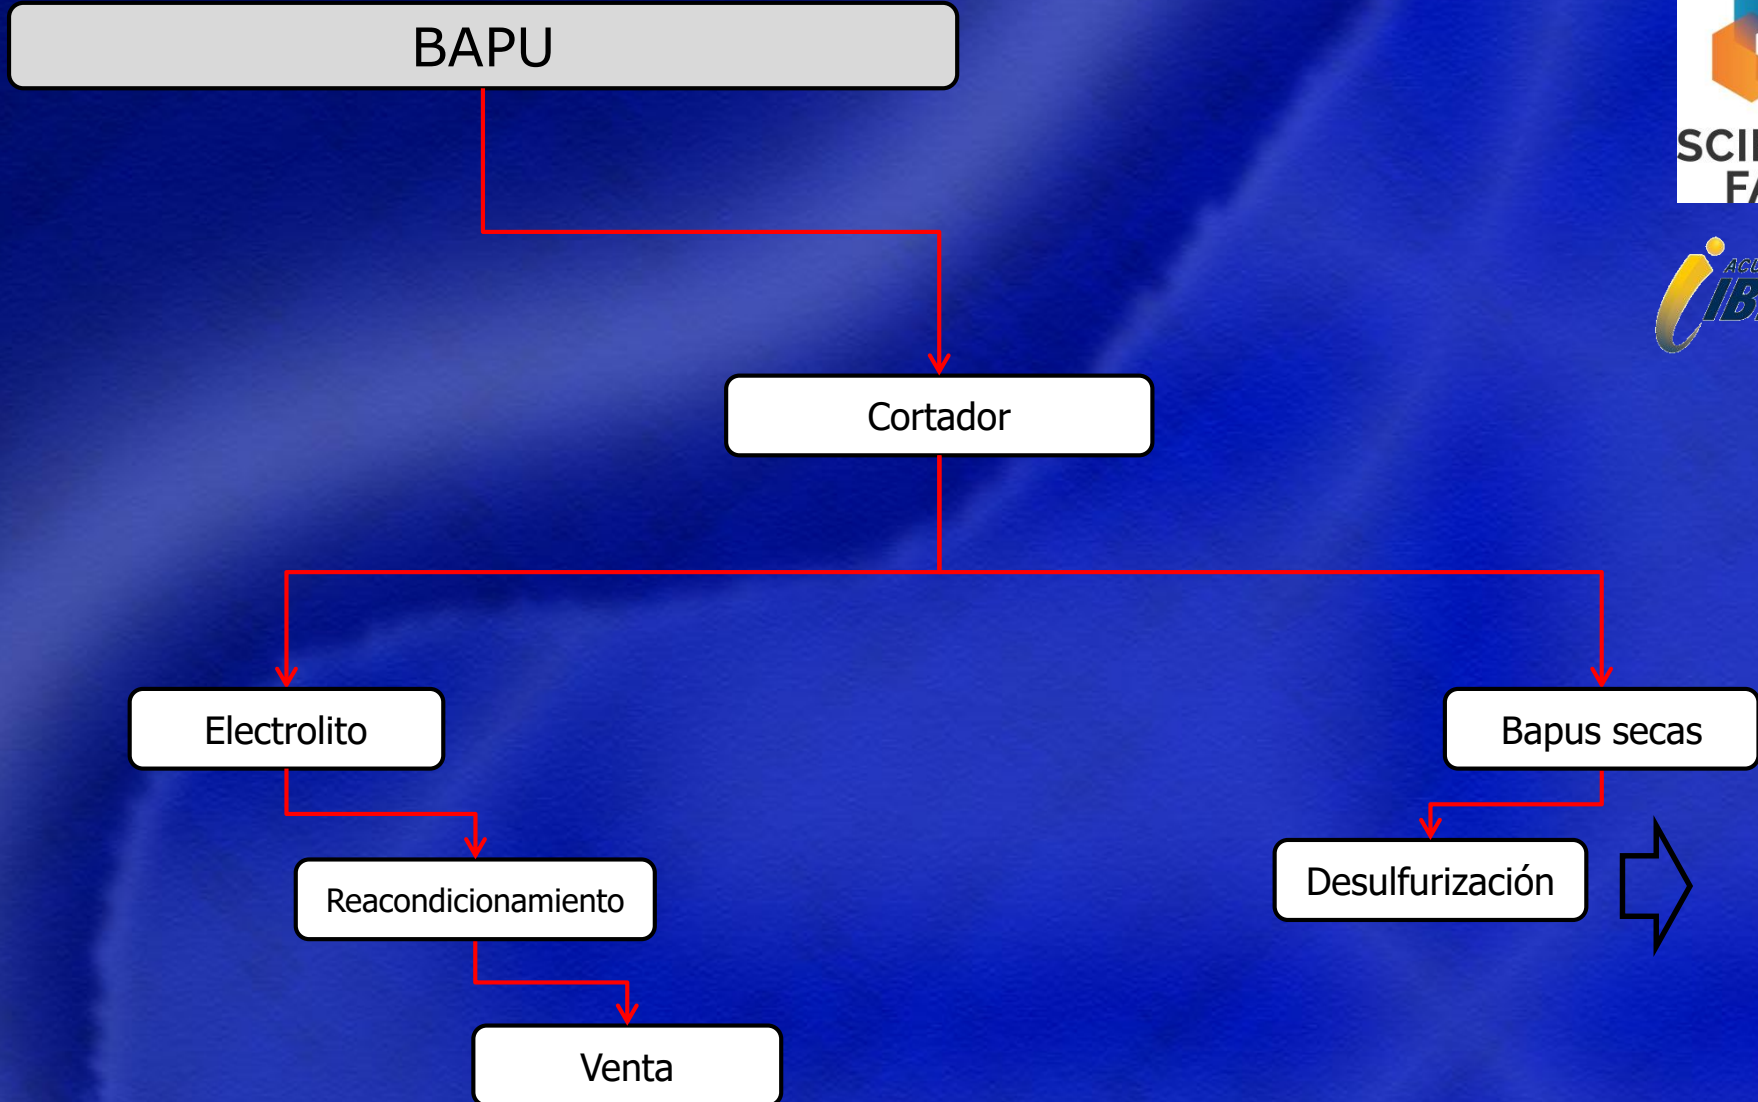 BAPU
Cortador
Electrolito
Bapus secas
Desulfurización
Reacondicionamiento
Venta